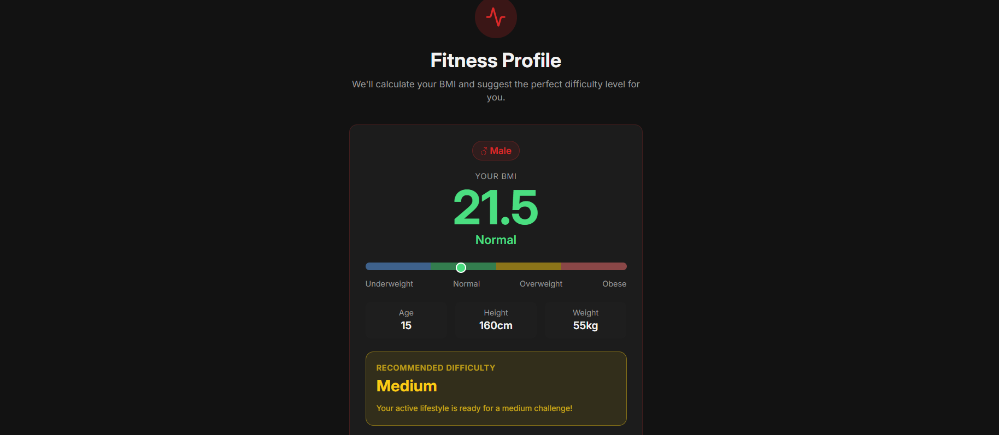 Fitness Profile
We'll calculate your BMI and suggest the perfect difficulty level for
you.
♂ Male
YOUR BMI
21.5
Normal
Underweight Normal Overweight Obese
Age Height Weight
15 160cm 55kg
RECOMMENDED DIFFICULTY
Medium
Your active lifestyle is ready for a medium challenge!